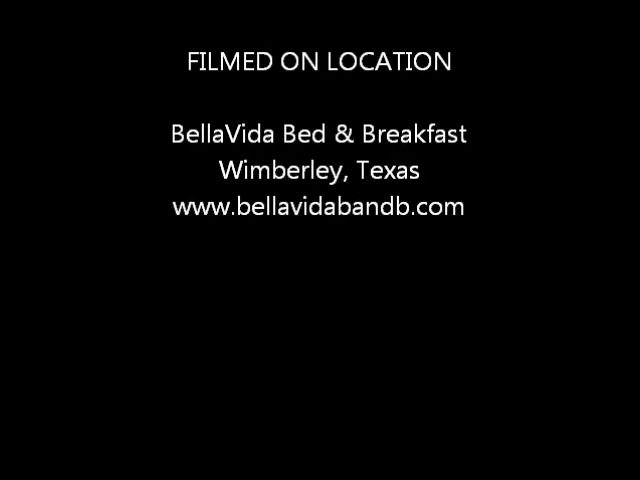 FILMED ON LOCATION
BellaVida Bed & Breakfast
Wimberley, Texas
www.bellavidabandb.com